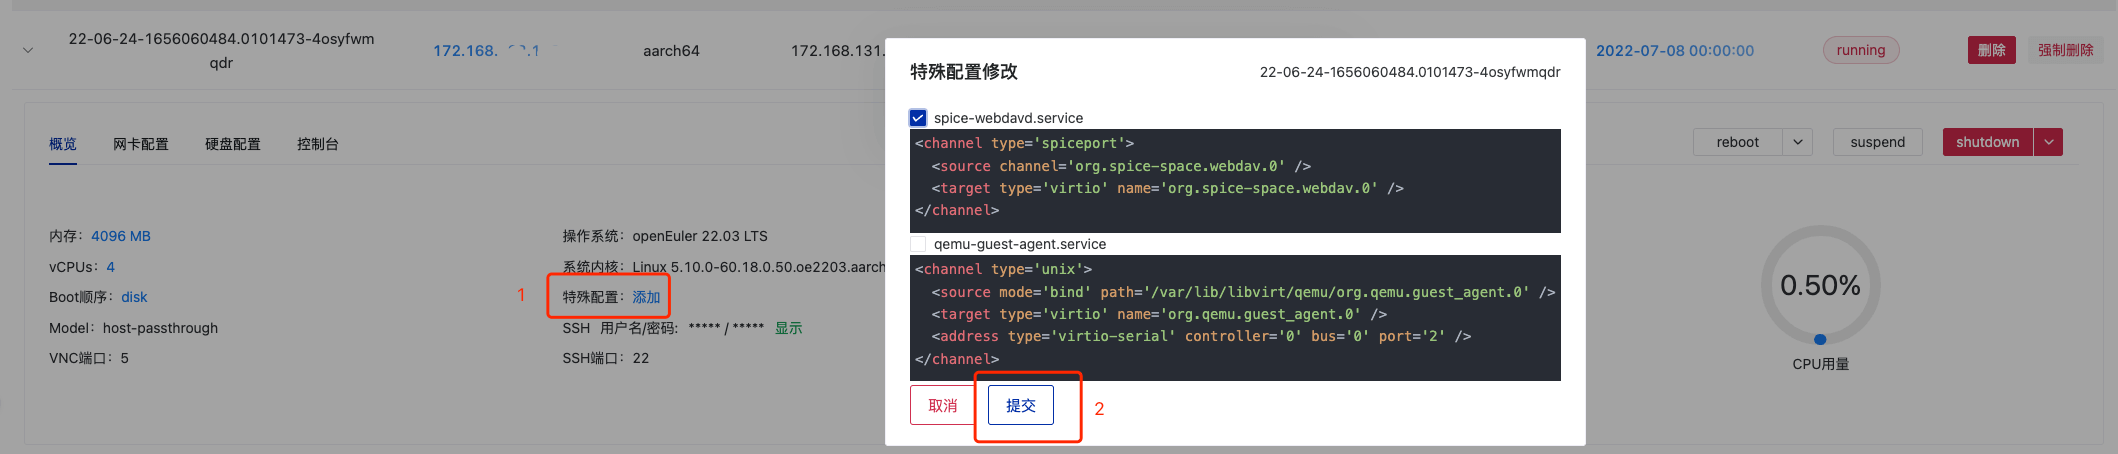 22-06-24-1656060484.0101473-4osyfwm
qdr
172.168.
aarch64
172.168.131.
2022-07-08 00:00:00
running
删除
强制删除
概览
网卡配置
硬盘配置
控制台
reboot
suspend
shutdown
内存：4096 MB
vCPUs：4
Boot顺序：disk
Model：host-passthrough
VNC端口：5
操作系统：openEuler 22.03 LTS
系统内核：Linux 5.10.0-60.18.0.50.oe2203.aarch
1
特殊配置：添加
SSH 用户名/密码: ***** / ***** 显示
SSH端口：22
特殊配置修改
22-06-24-1656060484.0101473-4osyfwmqdr
spice-webdavd.service
<channel type='spiceport'>
<source channel='org.spice-space.webdav.0' />
<target type='virtio' name='org.spice-space.webdav.0' />
</channel>
qemu-guest-agent.service
<channel type='unix'>
<source mode='bind' path='/var/lib/libvirt/qemu/org.qemu.guest_agent.0' />
<target type='virtio' name='org.qemu.guest_agent.0' />
<address type='virtio-serial' controller='0' bus='0' port='2' />
</channel>
取消
提交
2
0.50%
CPU用量